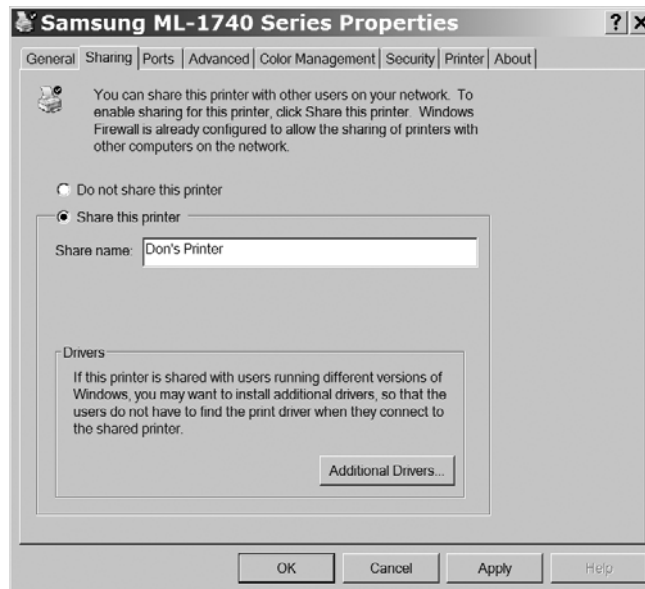 Samsung ML-1740 Series Properties
General Sharing Ports Advanced Color Management Security Printer About
You can share this printer with other users on your network. To
enable sharing for this printer, click Share this printer. Windows
Firewall is already configured to allow the sharing of printers with
other computers on the network.
Do not share this printer
Share this printer
Share name: Don's Printer
Drivers
If this printer is shared with users running different versions of
Windows, you may want to install additional drivers, so that the
users do not have to find the print driver when they connect to
the shared printer.
Additional Drivers...
OK Cancel Apply Help